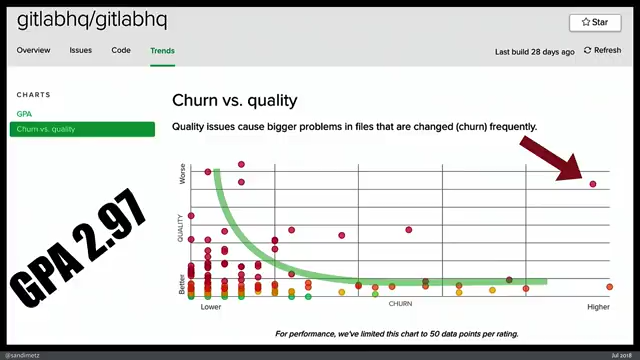 gitlabhq/gitlabhq
Star
Overview Issues Code Trends
Last build 28 days ago Refresh
CHARTS
GPA
Churn vs. quality
Churn vs. quality
Quality issues cause bigger problems in files that are changed (churn) frequently.
Worse
QUALITY
Better
Lower CHURN Higher
GPA 2.97
For performance, we've limited this chart to 50 data points per rating.
@sandimetz Jul 2018